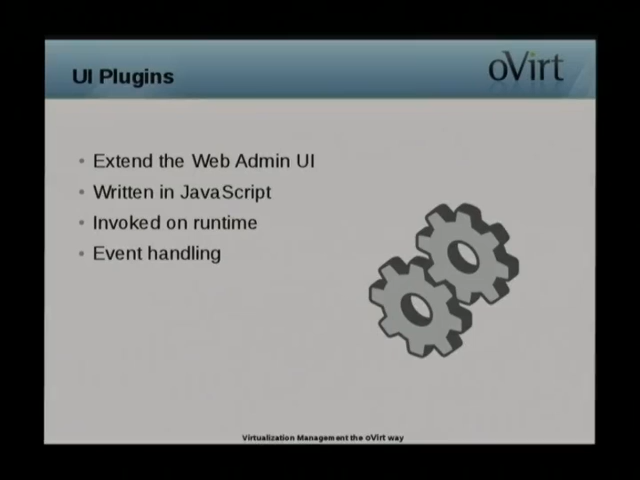 UI Plugins
oVirt
Extend the Web Admin UI
Written in JavaScript
Invoked on runtime
Event handling
Virtualization Management the oVirt way